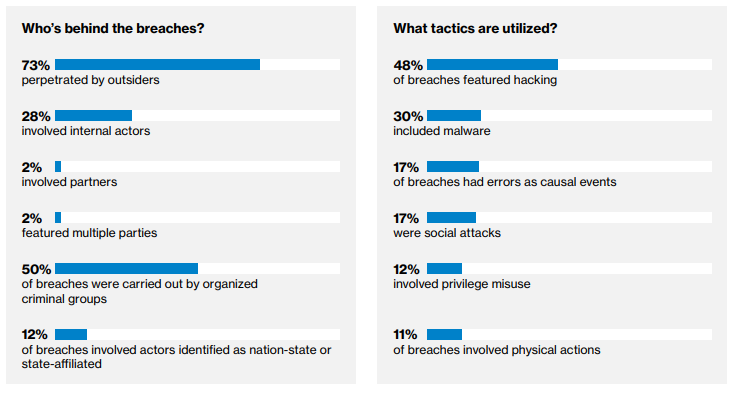 Who's behind the breaches?
73%
perpetrated by outsiders
28%
involved internal actors
2%
involved partners
2%
featured multiple parties
50%
of breaches were carried out by organized
criminal groups
12%
of breaches involved actors identified as nation-state or
state-affiliated
What tactics are utilized?
48%
of breaches featured hacking
30%
included malware
17%
of breaches had errors as causal events
17%
were social attacks
12%
involved privilege misuse
11%
of breaches involved physical actions